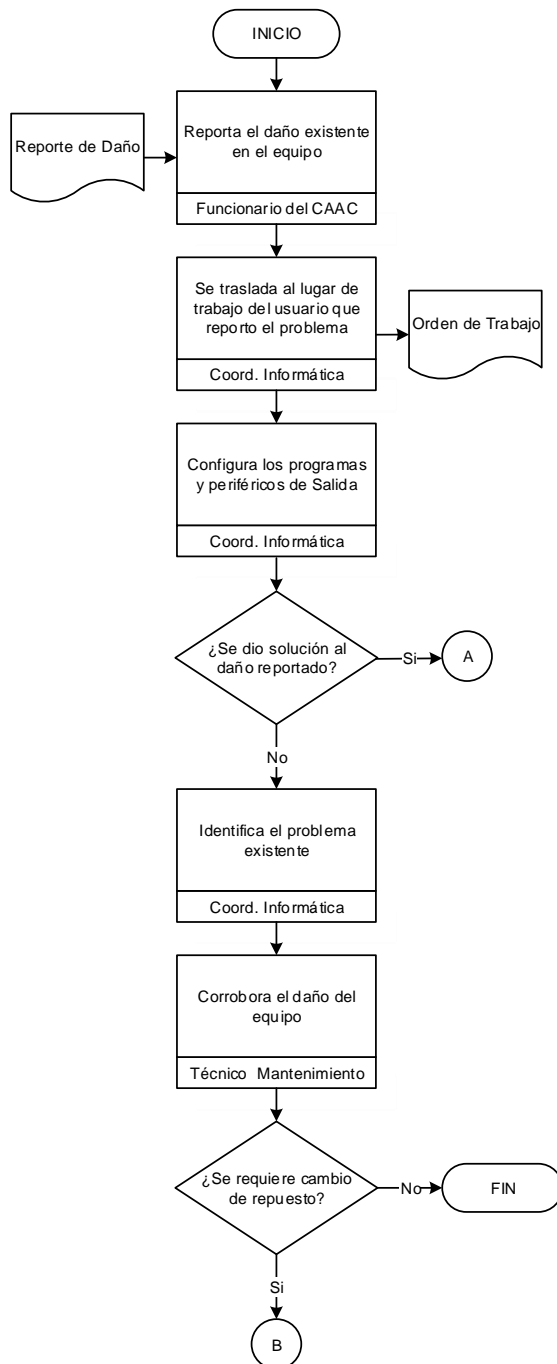 INICIO
Reporte de Daño
Reporta el daño existente
en el equipo
Funcionario del CAAC
Se traslada al lugar de
trabajo del usuario que
reporto el problema
Coord. Informática
Orden de Trabajo
Configura los programas
y periféricos de Salida
Coord. Informática
¿Se dio solución al
daño reportado?
Si
A
No
Identifica el problema
existente
Coord. Informática
Corrobora el daño del
equipo
Técnico Mantenimiento
¿Se requiere cambio
de repuesto?
No
FIN
Si
B